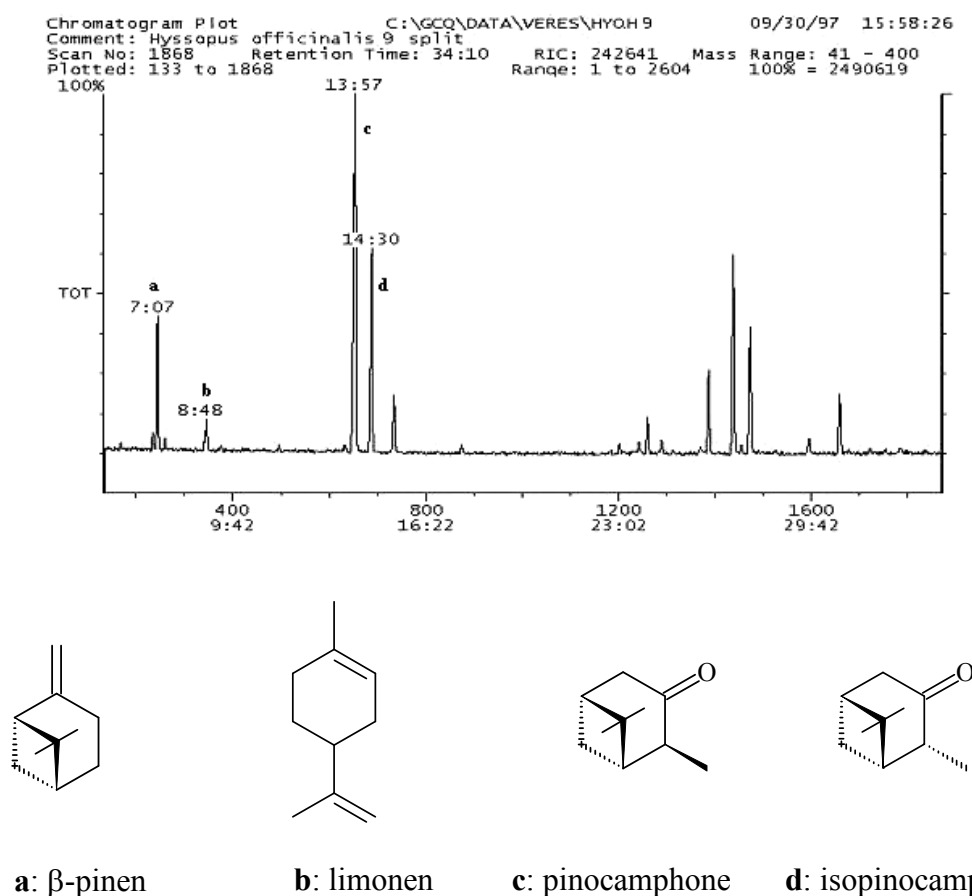 Chromatogram Plot C:\GCQ\DATA\VERES\HYOH9 09/30/97 15:58:26
Comment: Hyssopus officinalis 9 split
Scan No: 1868 Retention Time: 34:10 RIC: 242641 Mass Range: 41 - 400
Plotted: 133 to 1868 Range: 1 to 2604 100% = 2490619
100%
13:57
c
14:30
d
a
TOT
7:07
b
8:48
400 800 1200 1600
9:42 16:22 23:02 29:42
O O
a: β-pinen b: limonen c: pinocamphone d: isopinocamp